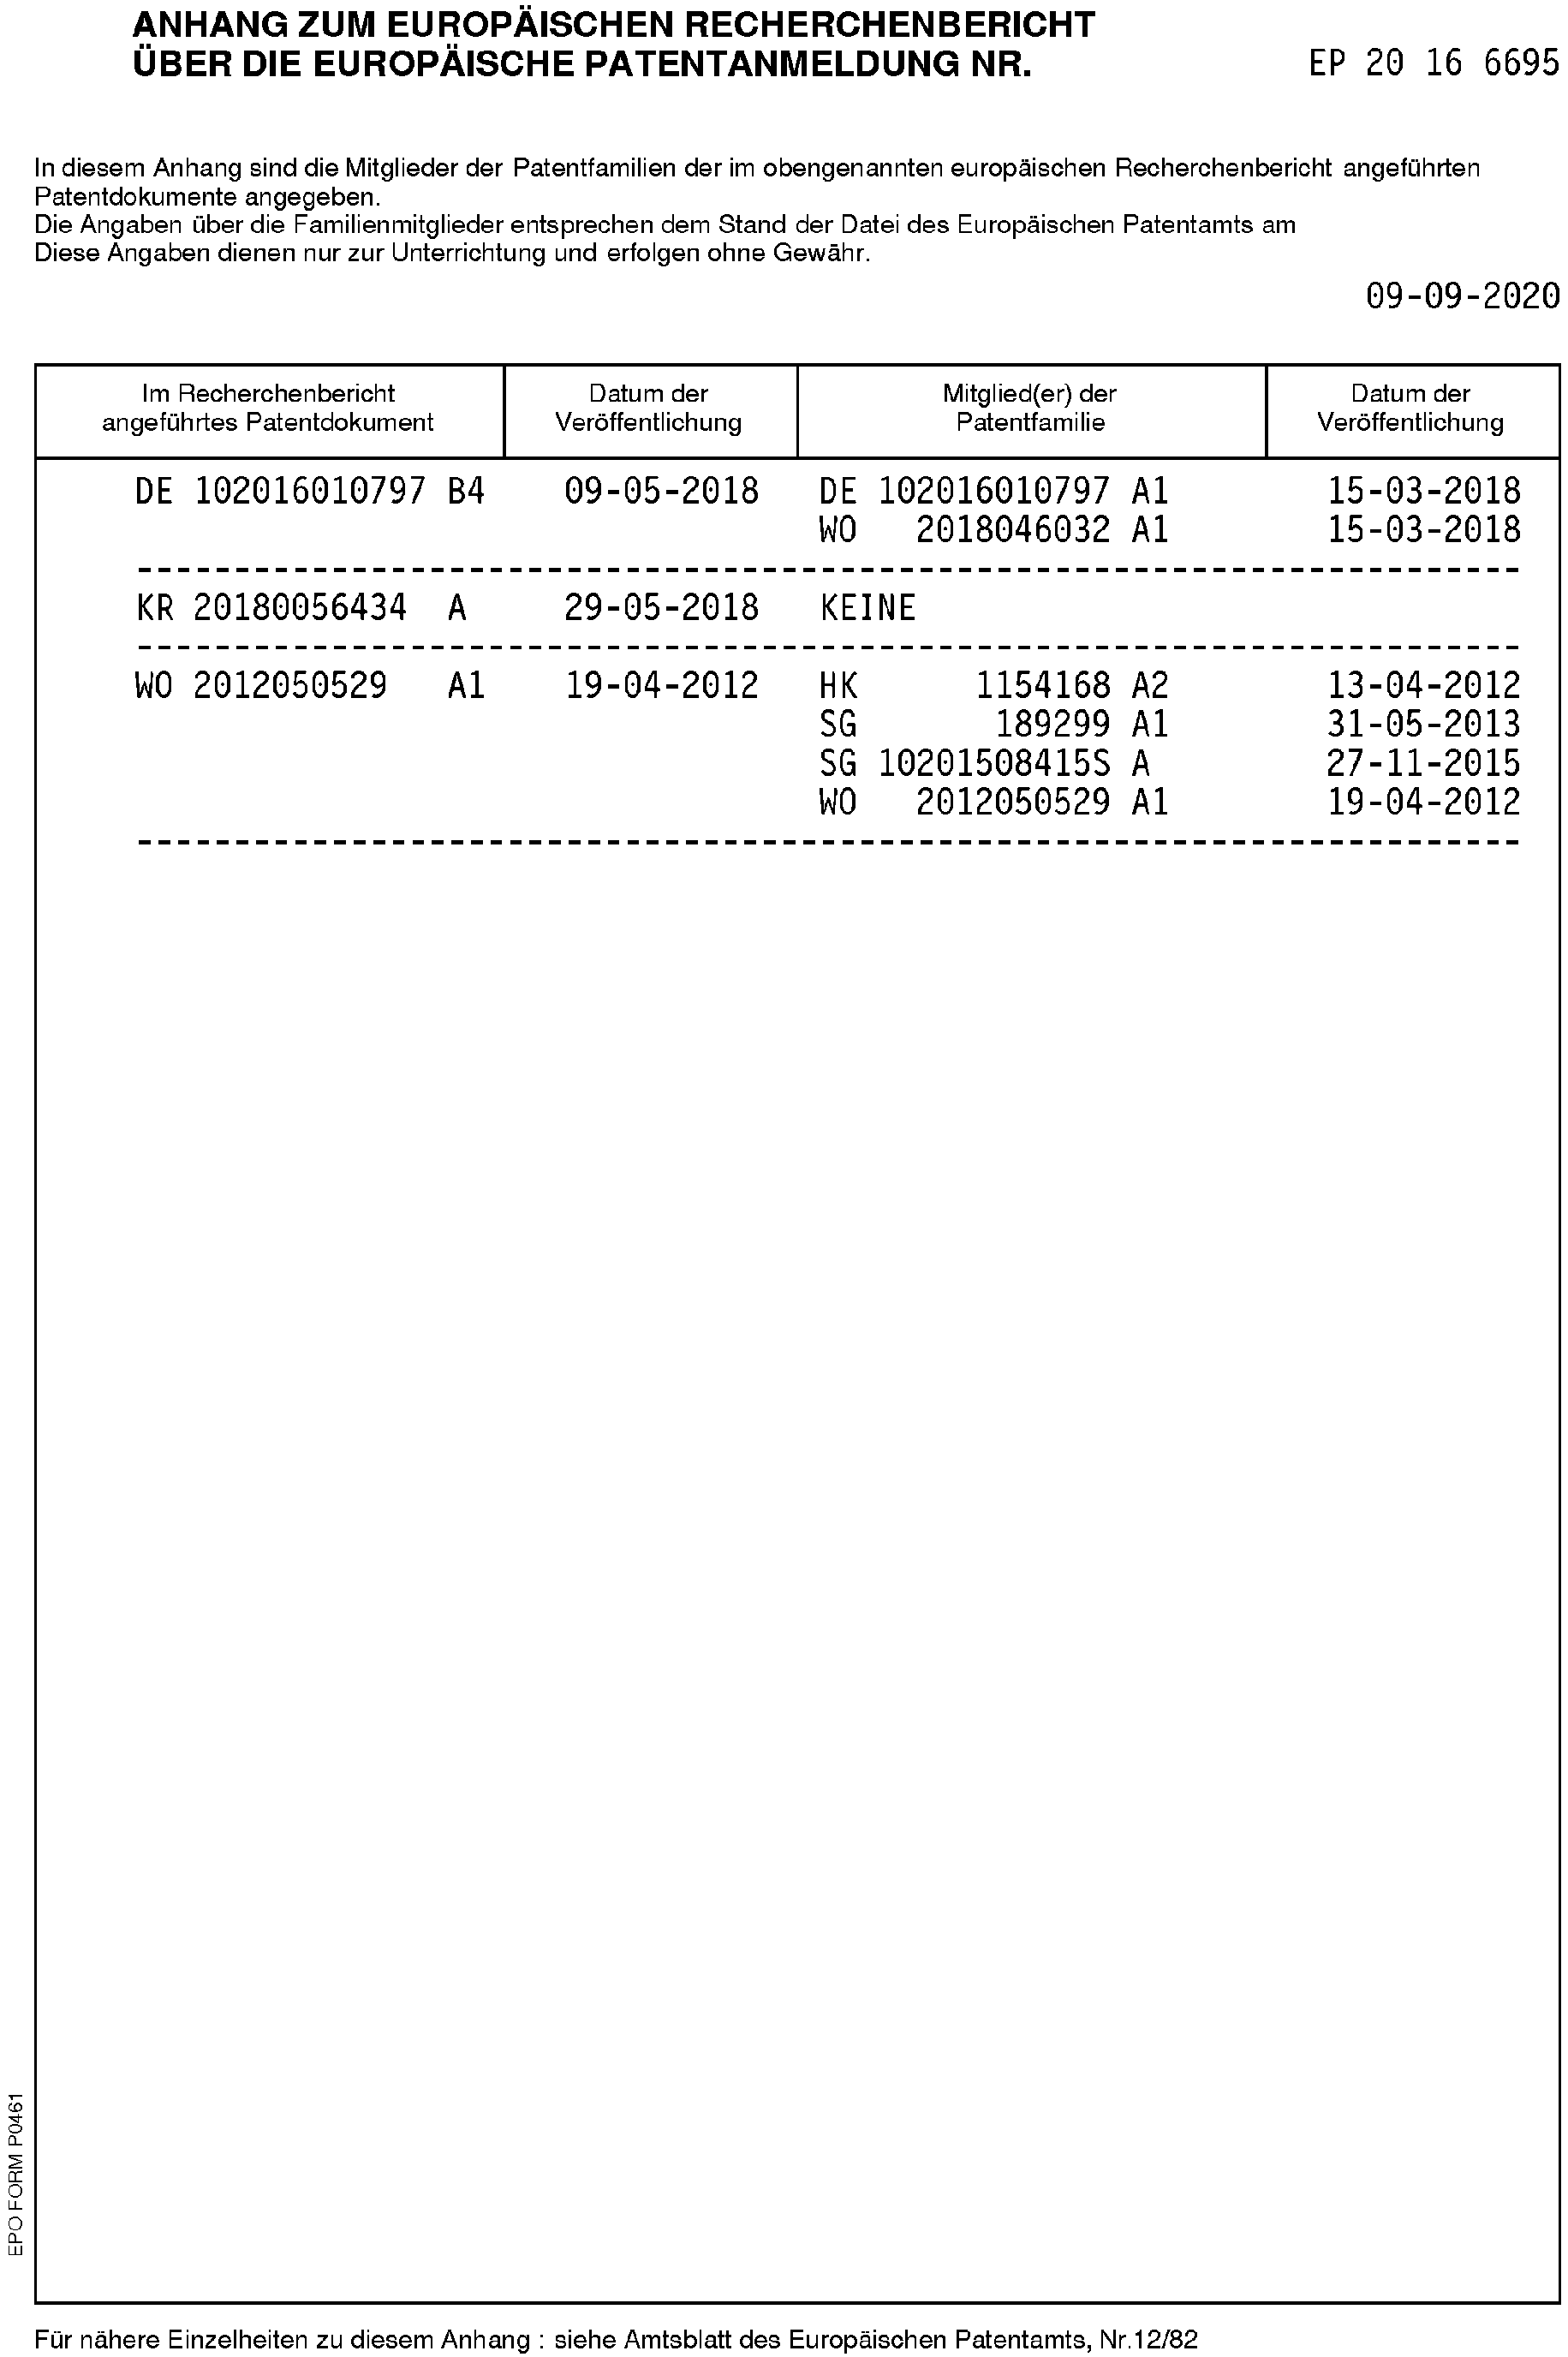 ANHANG ZUM EUROPÄISCHEN RECHERCHENBERICHT
ÜBER DIE EUROPÄISCHE PATENTANMELDUNG NR. EP 20 16 6695
In diesem Anhang sind die Mitglieder der Patentfamilien der im obengenannten europäischen Recherchenbericht angeführten
Patentdokumente angegeben.
Die Angaben über die Familienmitglieder entsprechen dem Stand der Datei des Europäischen Patentamts am
Diese Angaben dienen nur zur Unterrichtung und erfolgen ohne Gewähr.
09-09-2020
Im Recherchenbericht angeführtes Patentdokument | Datum der Veröffentlichung | Mitglied(er) der Patentfamilie | Datum der Veröffentlichung
DE 102016010797 B4 09-05-2018 DE 102016010797 A1 15-03-2018
WO 2018046032 A1 15-03-2018
KR 20180056434 A 29-05-2018 KEINE
WO 2012050529 A1 19-04-2012 HK 1154168 A2 13-04-2012
SG 189299 A1 31-05-2013
SG 10201508415S A 27-11-2015
WO 2012050529 A1 19-04-2012
EPO FORM P0461
Für nähere Einzelheiten zu diesem Anhang : siehe Amtsblatt des Europäischen Patentamts, Nr.12/82